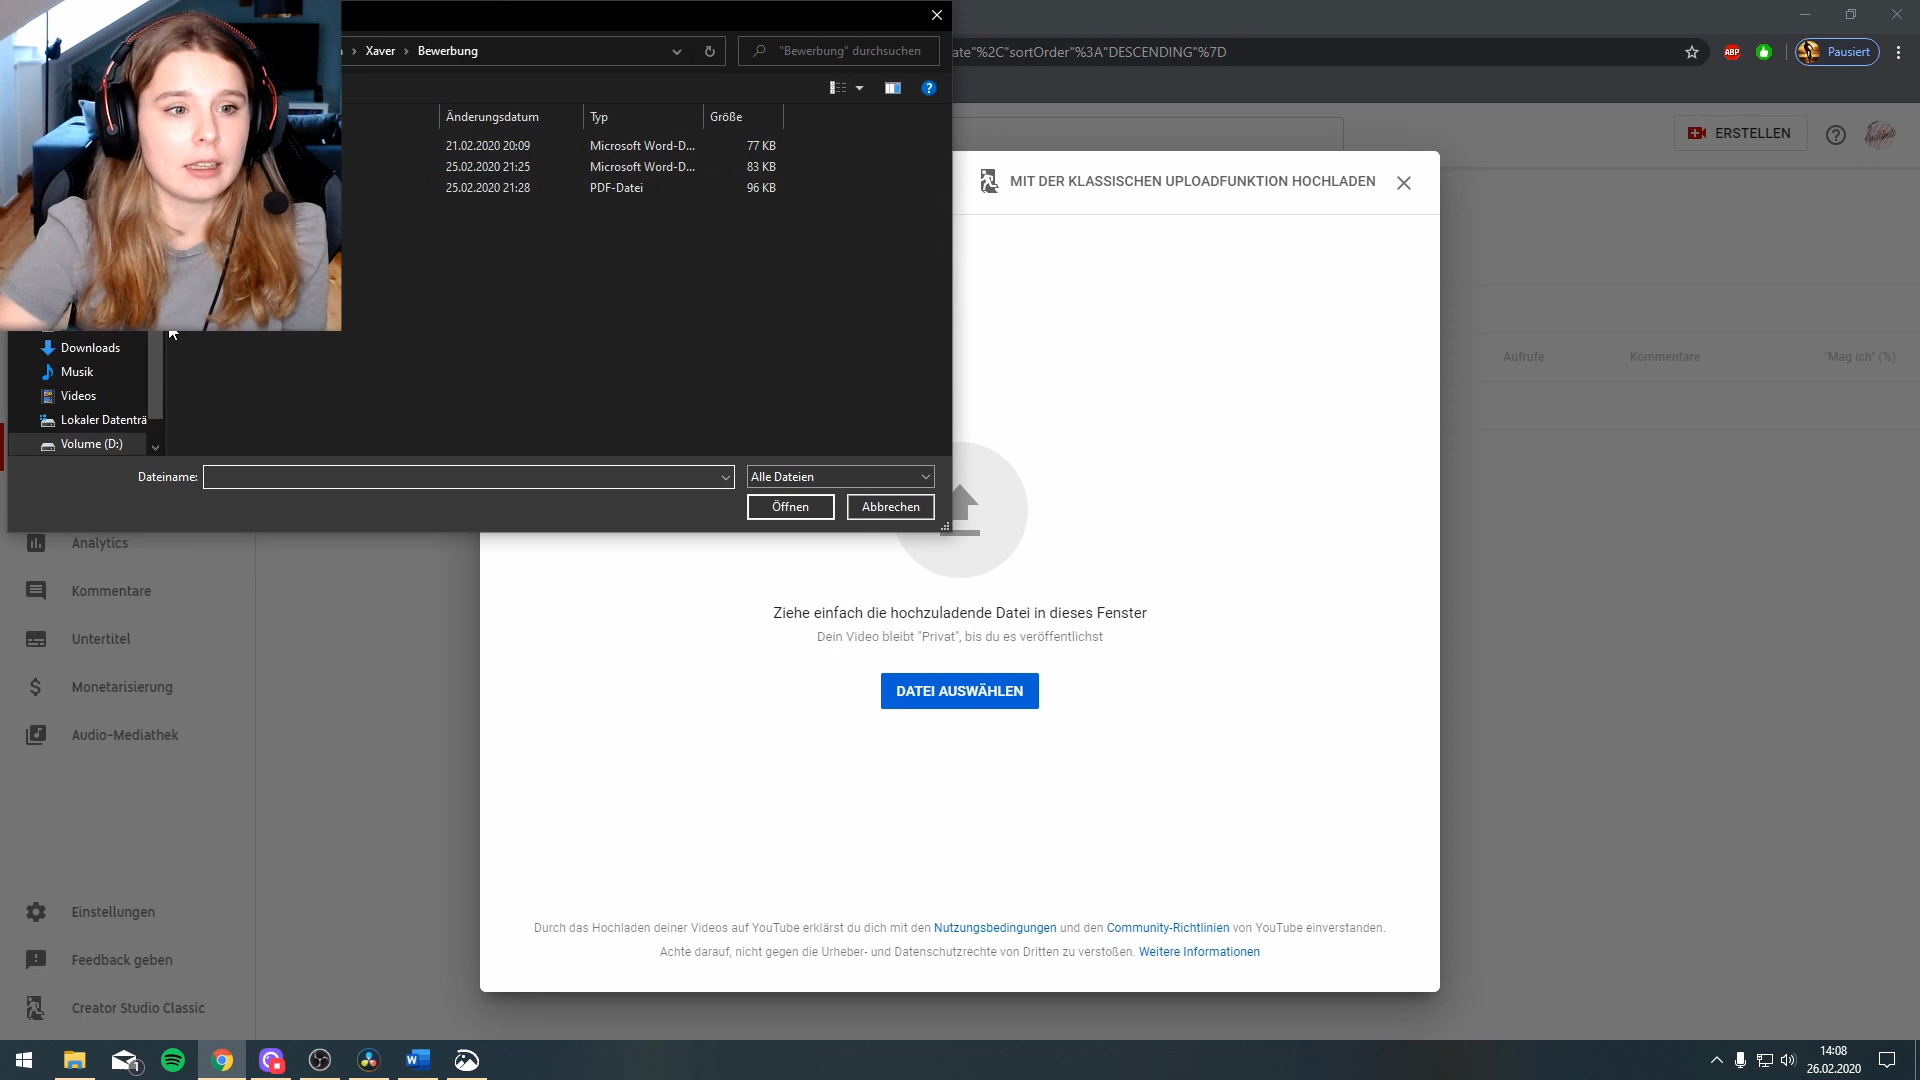 Xaver > Bewerbung
"Bewerbung" durchsuchen
ate"%2C"sortOrder"%3A"DESCENDING"%7D
ABP
Pausiert
?
Änderungsdatum Typ Größe
21.02.2020 20:09 Microsoft Word-D... 77 KB
25.02.2020 21:25 Microsoft Word-D... 83 KB
25.02.2020 21:28 PDF-Datei 96 KB
ERSTELLEN
MIT DER KLASSISCHEN UPLOADFUNKTION HOCHLADEN
Downloads
Musik
Videos
Lokaler Datenträ
Volume (D:)
Dateiname:
Alle Dateien
Öffnen
Abbrechen
Aufrufe Kommentare "Mag ich" (%)
Analytics
Kommentare
Untertitel
Monetarisierung
Audio-Mediathek
Einstellungen
Feedback geben
Creator Studio Classic
Ziehe einfach die hochzuladende Datei in dieses Fenster
Dein Video bleibt "Privat", bis du es veröffentlichst
DATEI AUSWÄHLEN
Durch das Hochladen deiner Videos auf YouTube erklärst du dich mit den Nutzungsbedingungen und den Community-Richtlinien von YouTube einverstanden.
Achte darauf, nicht gegen die Urheber- und Datenschutzrechte von Dritten zu verstoßen. Weitere Informationen
1
14:08
26.02.2020